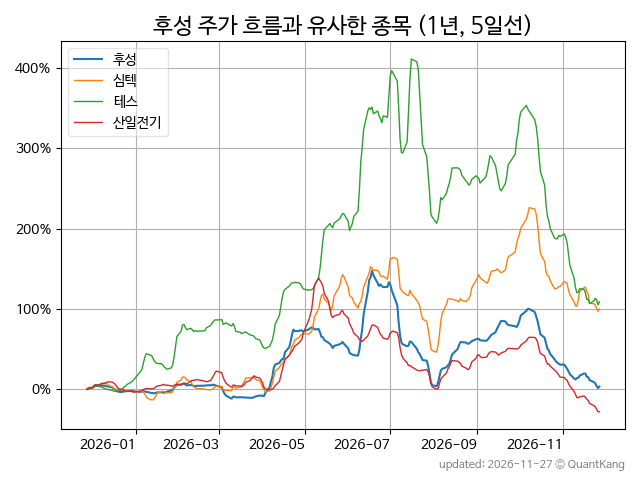 후성 주가 흐름과 유사한 종목 (1년, 5일선)
후성
심텍
테스
산일전기
400%
300%
200%
100%
0%
2026-01 2026-03 2026-05 2026-07 2026-09 2026-11
updated: 2026-11-27 © QuantKang